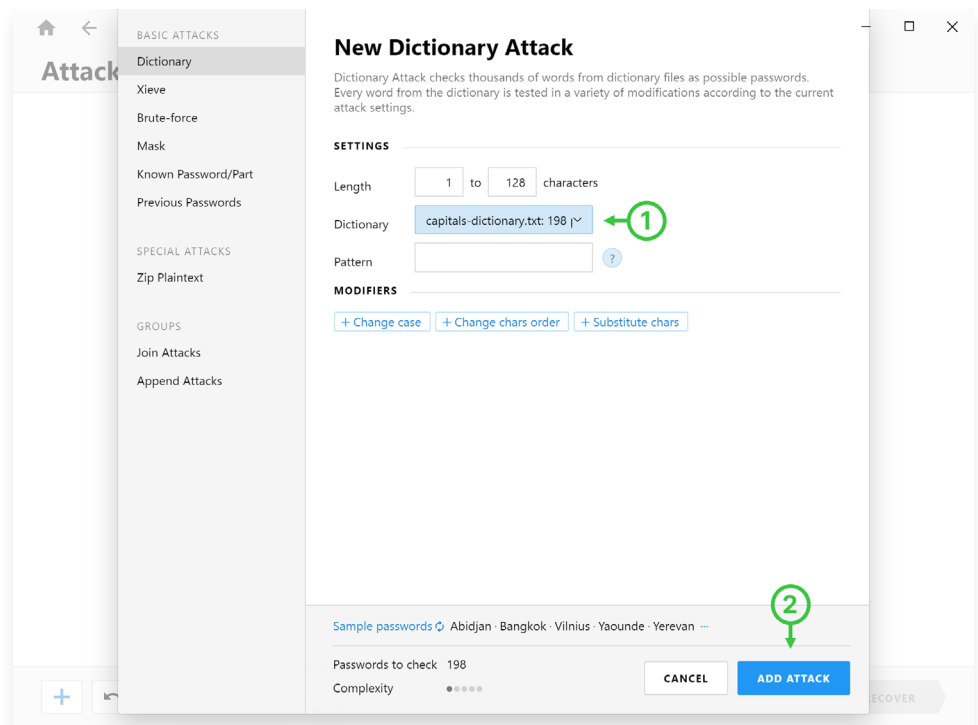 Attack
BASIC ATTACKS
Dictionary
Xieve
Brute-force
Mask
Known Password/Part
Previous Passwords
SPECIAL ATTACKS
Zip Plaintext
GROUPS
Join Attacks
Append Attacks
New Dictionary Attack
Dictionary Attack checks thousands of words from dictionary files as possible passwords.
Every word from the dictionary is tested in a variety of modifications according to the current
attack settings.
SETTINGS
Length 1 to 128 characters
Dictionary capitals-dictionary.txt: 198 1
Pattern ?
MODIFIERS
+ Change case + Change chars order + Substitute chars
2
Sample passwords Abidjan · Bangkok · Vilnius · Yaounde · Yerevan ···
Passwords to check 198
Complexity
CANCEL ADD ATTACK
ECOVER